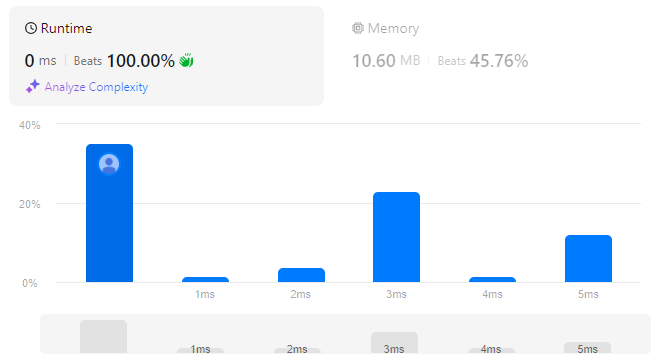 Runtime
0 ms | Beats 100.00%
Analyze Complexity
Memory
10.60 MB | Beats 45.76%
40%
20%
0%
1ms 2ms 3ms 4ms 5ms
1ms 2ms 3ms 4ms 5ms